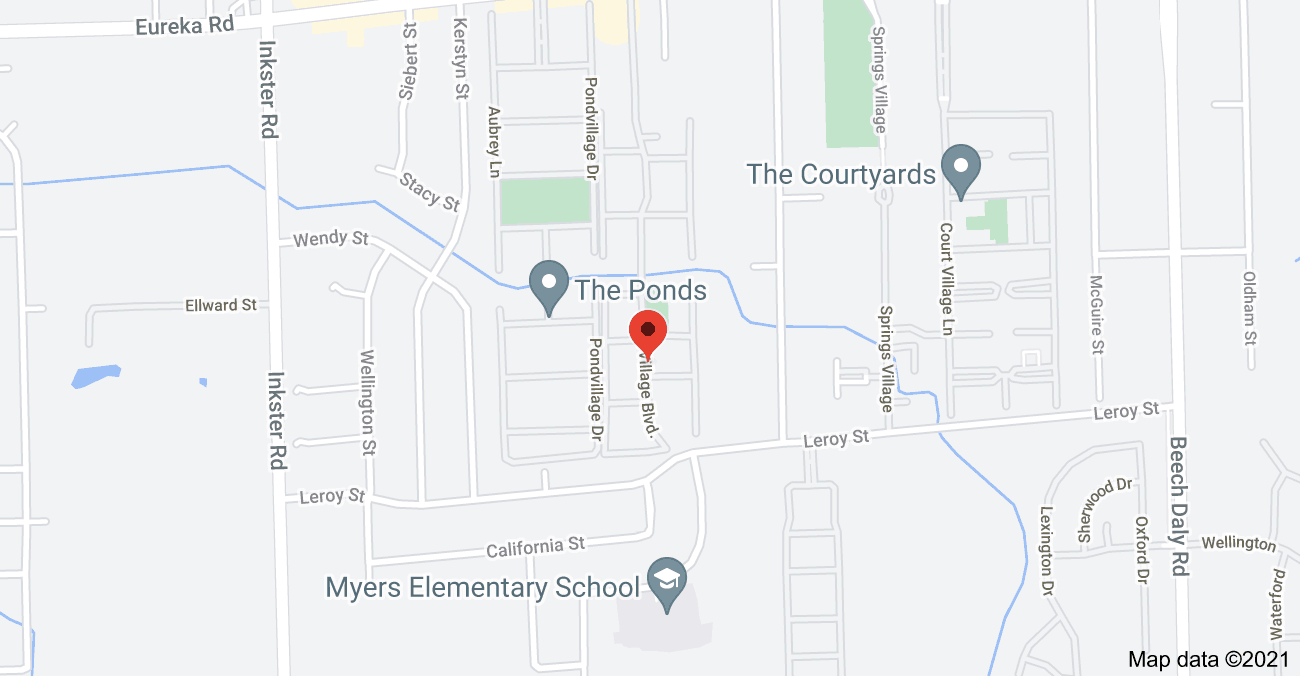 Eureka Rd
Inkster Rd
Siebert St
Kerstyn St
Aubrey Ln
Pondvillage Dr
Springs Village
The Courtyards
Stacy St
Wendy St
Court Village Ln
Ellward St
The Ponds
McGuire St
Oldham St
Springs Village
Wellington St
Inkster Rd
Pondvillage Dr
Village Blvd.
Leroy St
Leroy St
Leroy St
Beech Daly Rd
Sherwood Dr
Lexington Dr
Oxford Dr
Wellington
Waterford
California St
Myers Elementary School
Map data ©2021